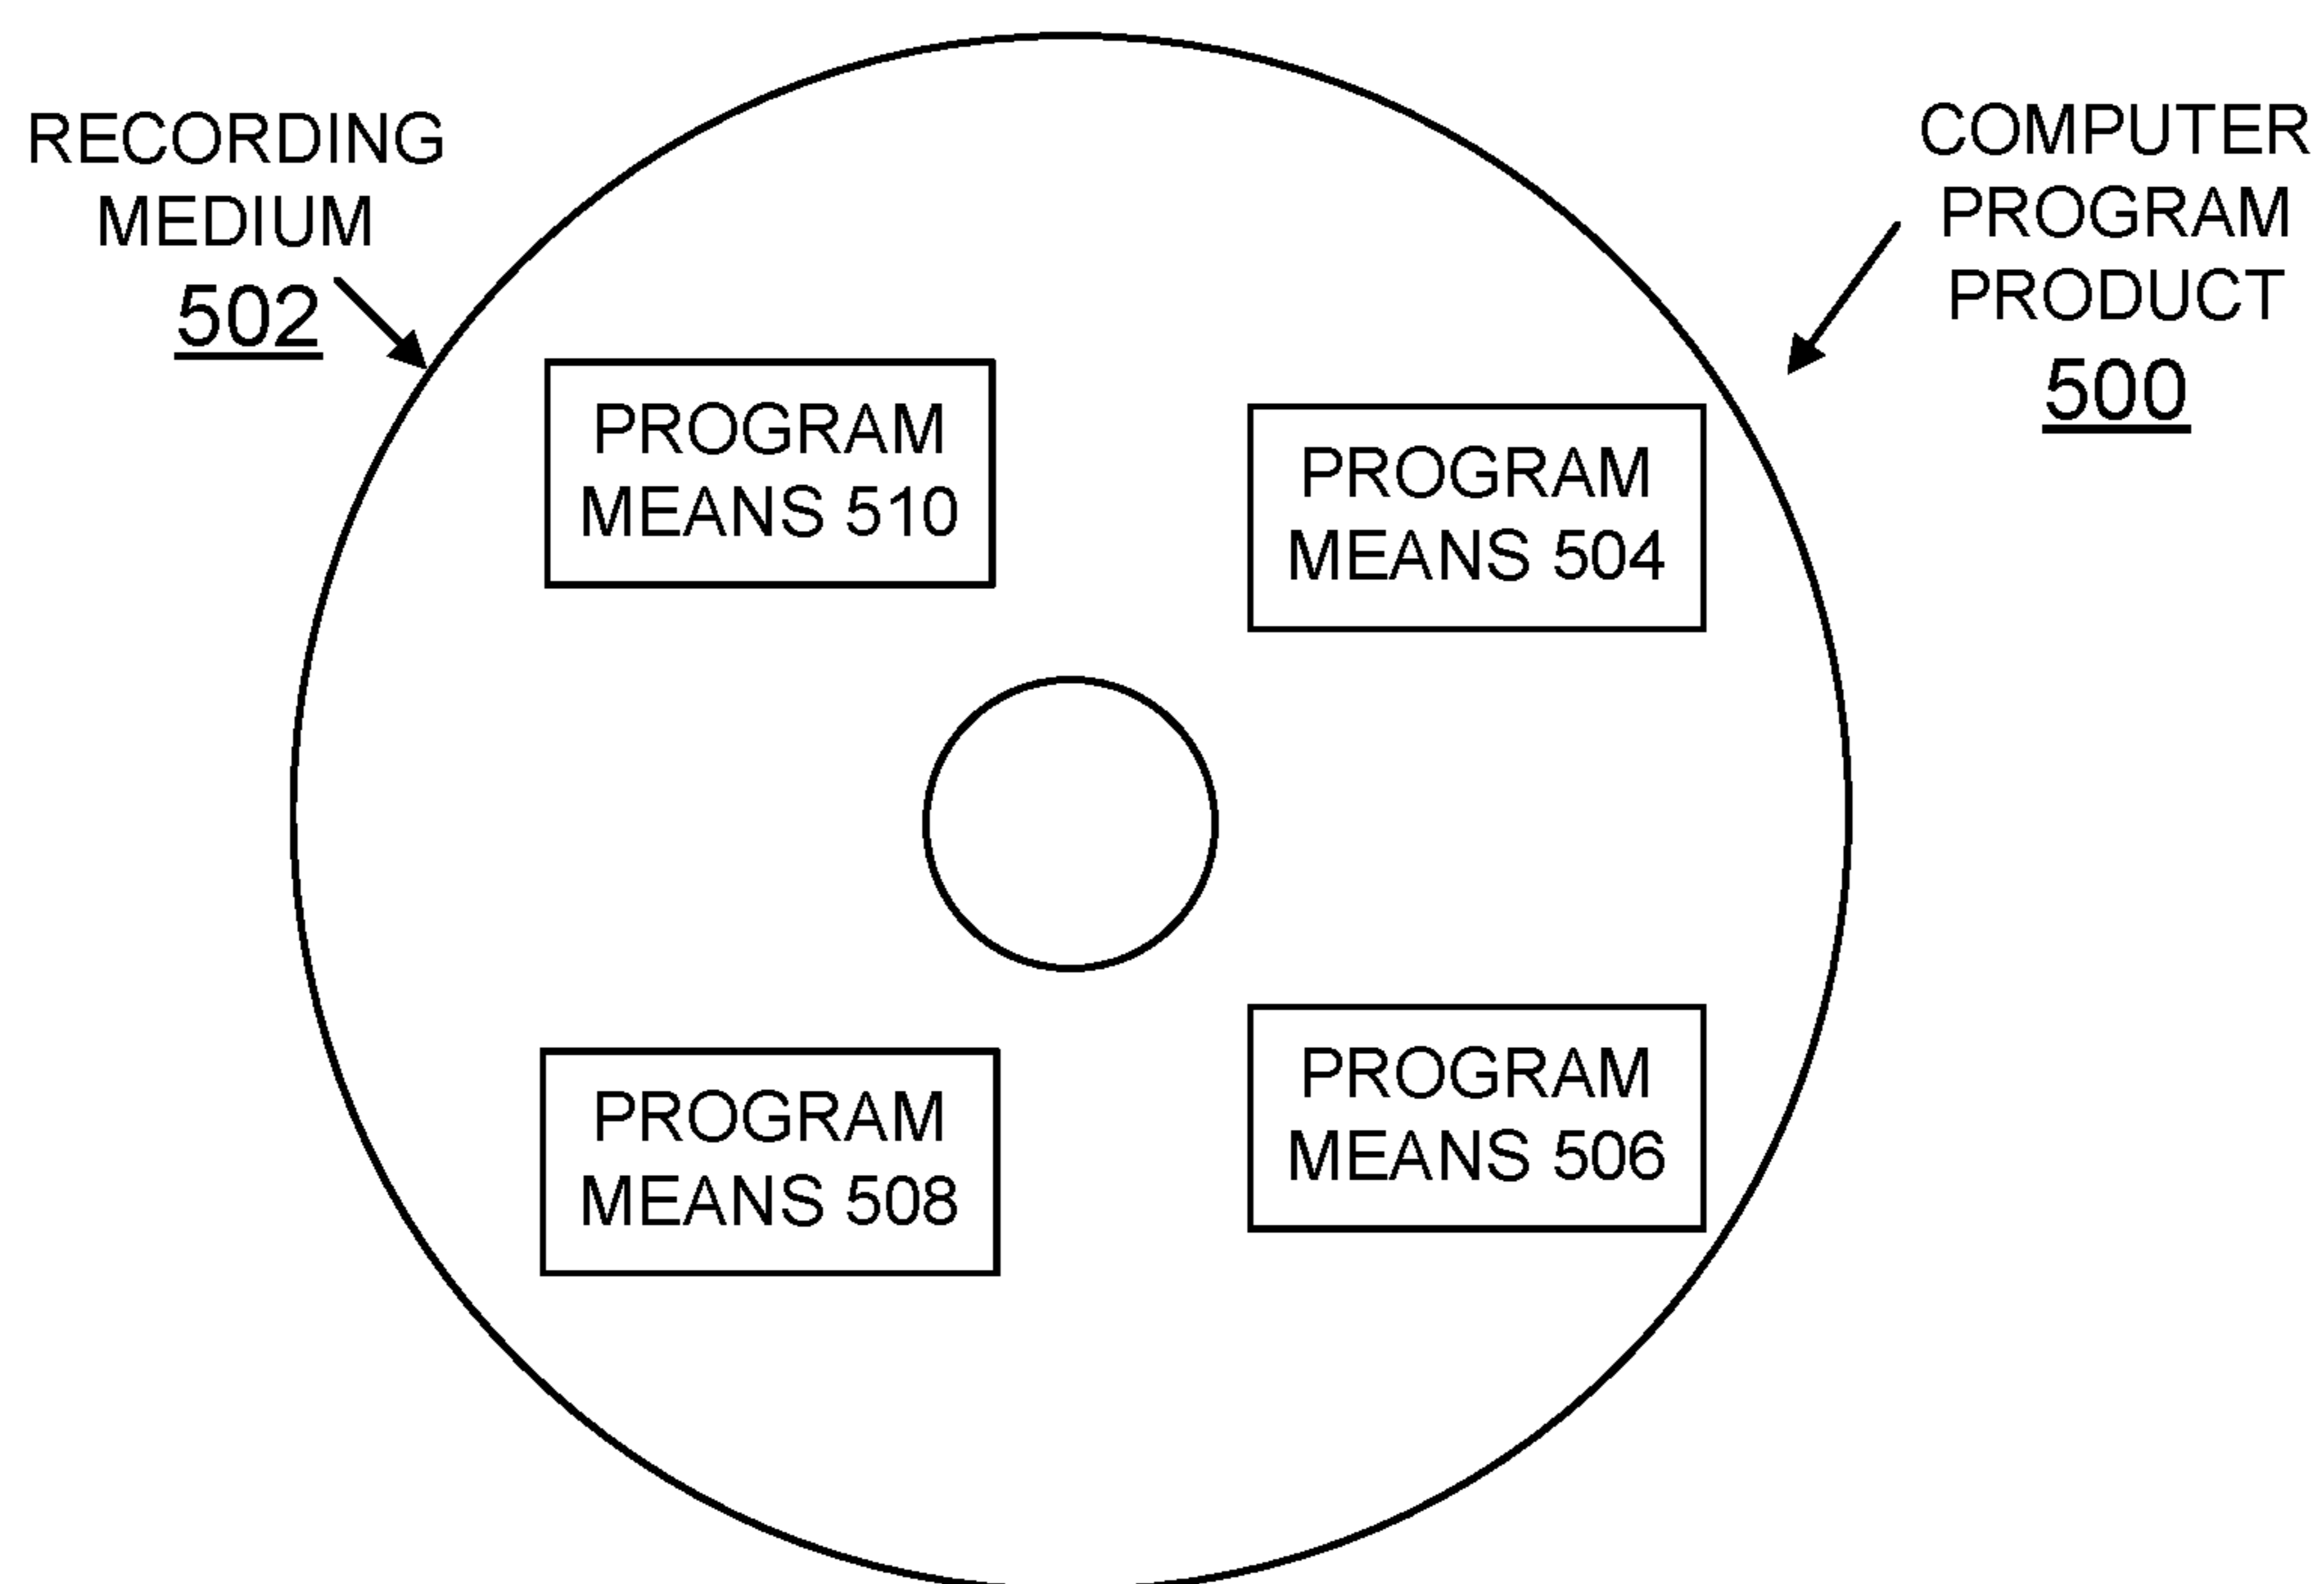 RECORDING
MEDIUM
502
COMPUTER
PROGRAM
PRODUCT
500
PROGRAM
MEANS 510
PROGRAM
MEANS 504
PROGRAM
MEANS 508
PROGRAM
MEANS 506